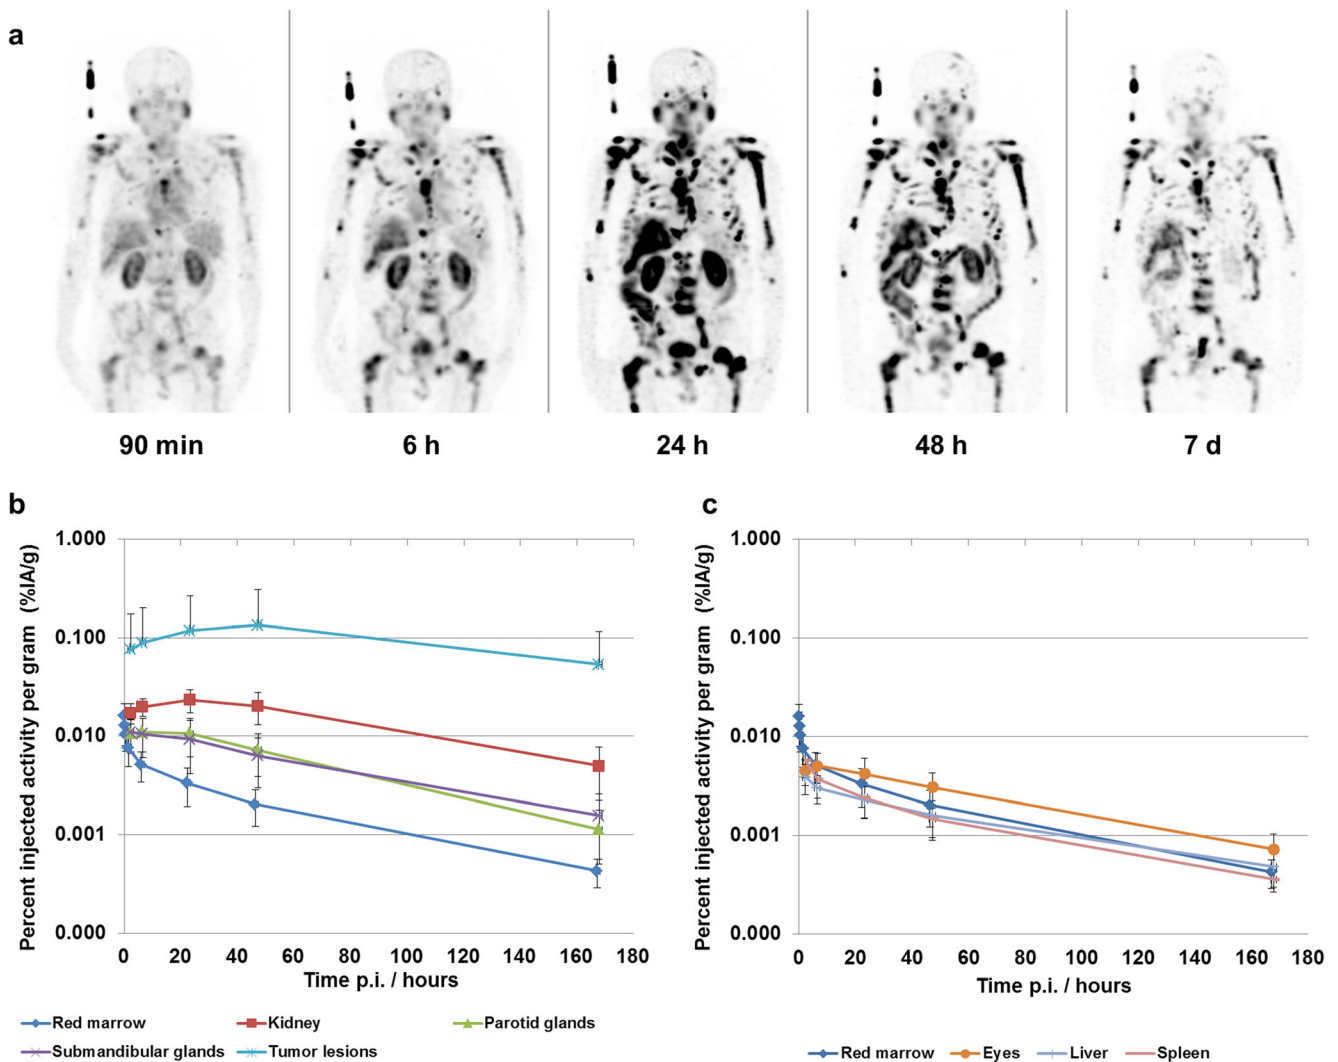 a
90 min
6 h
24 h
48 h
7 d
b
Percent injected activity per gram (%IA/g)
1.000
0.100
0.010
0.001
0.000
0 20 40 60 80 100 120 140 160 180
Time p.i. / hours
Red marrow
Kidney
Parotid glands
Submandibular glands
Tumor lesions
c
Percent injected activity per gram (%IA/g)
1.000
0.100
0.010
0.001
0.000
0 20 40 60 80 100 120 140 160 180
Time p.i. / hours
Red marrow
Eyes
Liver
Spleen